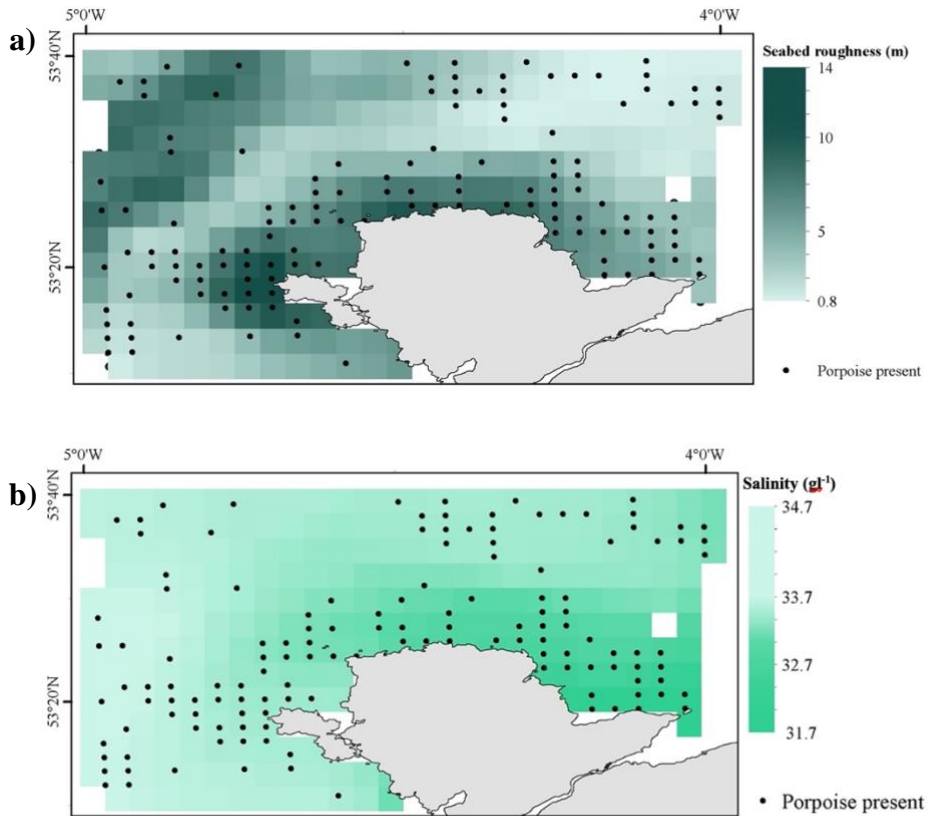 a)
5°0'W
4°0'W
53°40'N
53°20'N
Seabed roughness (m)
14
10
5
0.8
Porpoise present
b)
5°0'W
4°0'W
53°40'N
53°20'N
Salinity (gl⁻¹)
34.7
33.7
32.7
31.7
Porpoise present